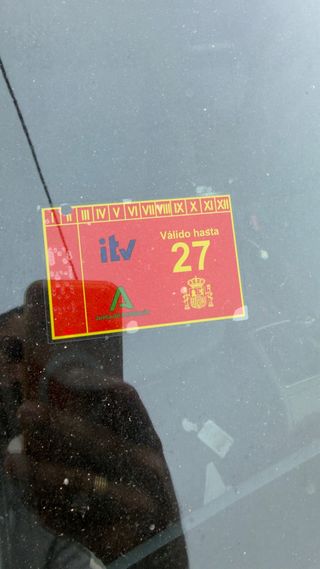 I II III IV V VI VII VIII IX X XI XII
itv
Válido hasta
27